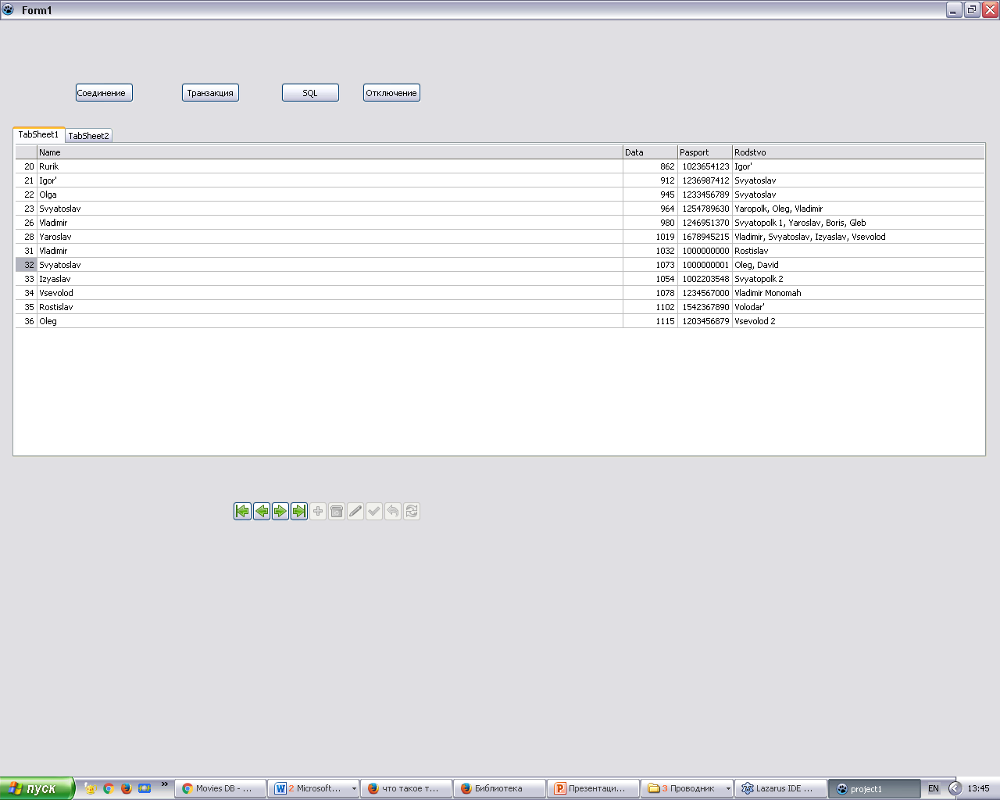 Form1
Соединение Транзакция SQL Отключение
TabSheet1 TabSheet2
Name Data Pasport Rodstvo
20 Rurik 862 1023654123 Igor'
21 Igor' 912 1236987412 Svyatoslav
22 Olga 945 1233456789 Svyatoslav
23 Svyatoslav 964 1254789630 Yaropolk, Oleg, Vladimir
26 Vladimir 980 1246951370 Svyatopolk 1, Yaroslav, Boris, Gleb
28 Yaroslav 1019 1678945215 Vladimir, Svyatoslav, Izyaslav, Vsevolod
31 Vladimir 1032 1000000000 Rostislav
32 Svyatoslav 1073 1000000001 Oleg, David
33 Izyaslav 1054 1002203548 Svyatopolk 2
34 Vsevolod 1078 1234567000 Vladimir Monomah
35 Rostislav 1102 1542367890 Volodar'
36 Oleg 1115 1203456879 Vsevolod 2
пуск » Movies DB - ... 2 Microsoft... что такое т... Библиотека Презентаци... 3 Проводник Lazarus IDE ... project1 EN 13:45